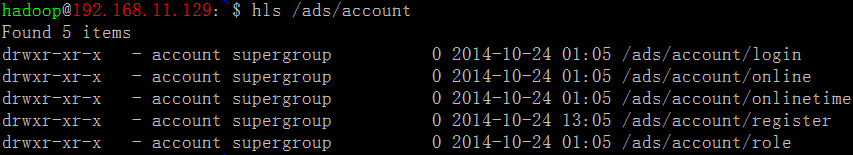 hadoop@192.168.11.129:~$ hls /ads/account
Found 5 items
drwxr-xr-x   - account supergroup          0 2014-10-24 01:05 /ads/account/login
drwxr-xr-x   - account supergroup          0 2014-10-24 01:05 /ads/account/online
drwxr-xr-x   - account supergroup          0 2014-10-24 01:05 /ads/account/onlinetime
drwxr-xr-x   - account supergroup          0 2014-10-24 13:05 /ads/account/register
drwxr-xr-x   - account supergroup          0 2014-10-24 01:05 /ads/account/role